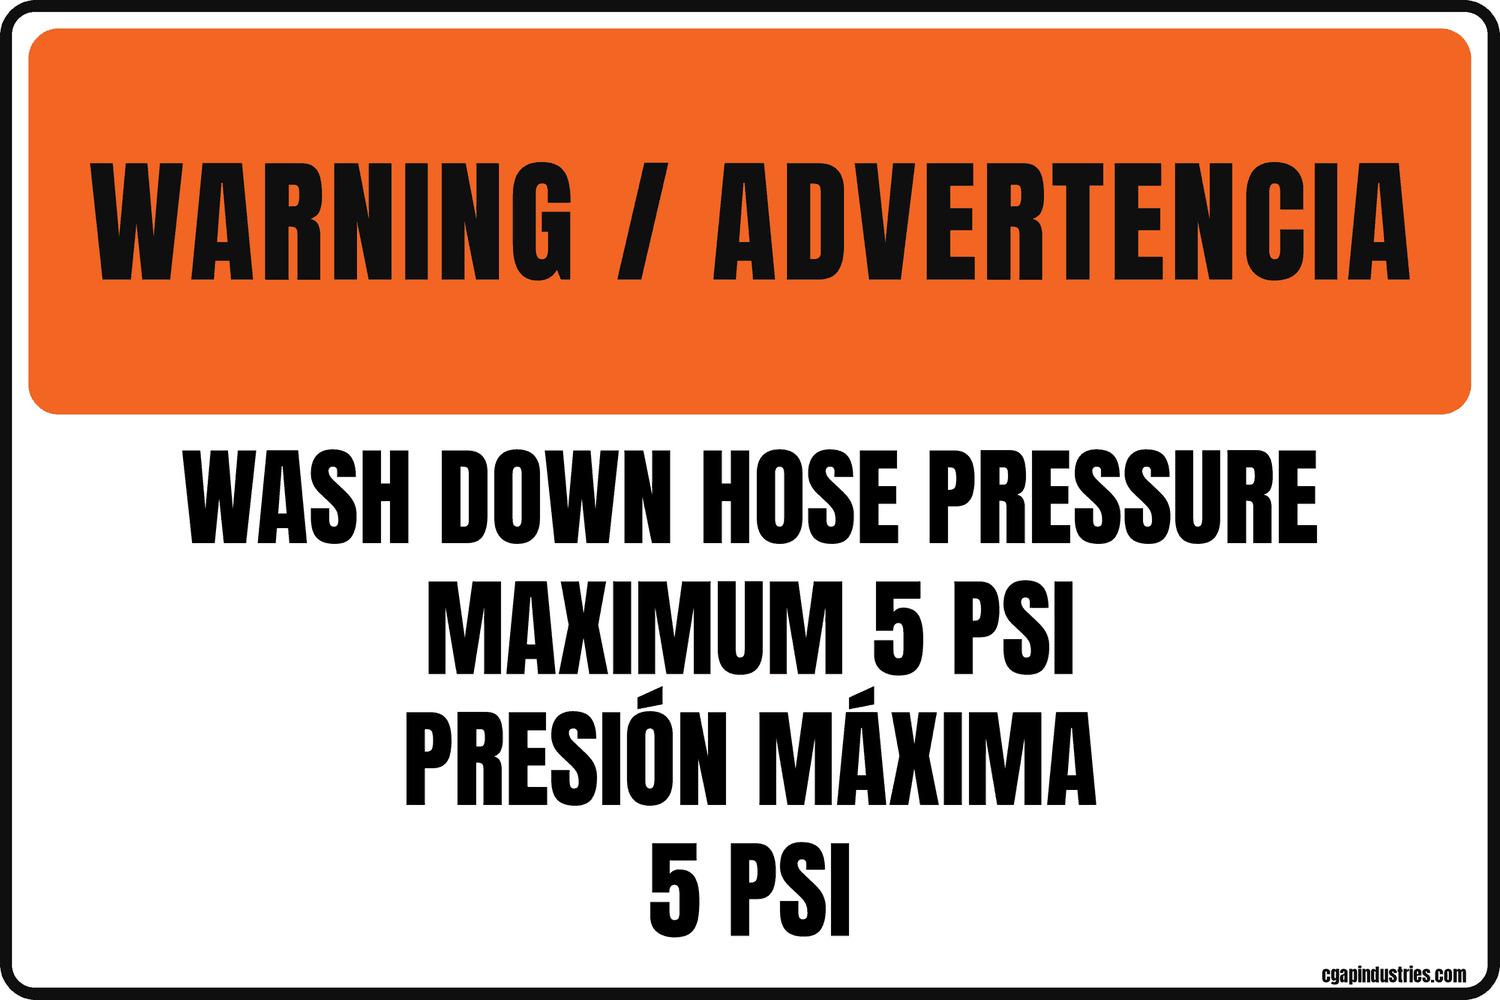 WARNING / ADVERTENCIA
WASH DOWN HOSE PRESSURE
MAXIMUM 5 PSI
PRESIÓN MÁXIMA
5 PSI
cgapindustries.com